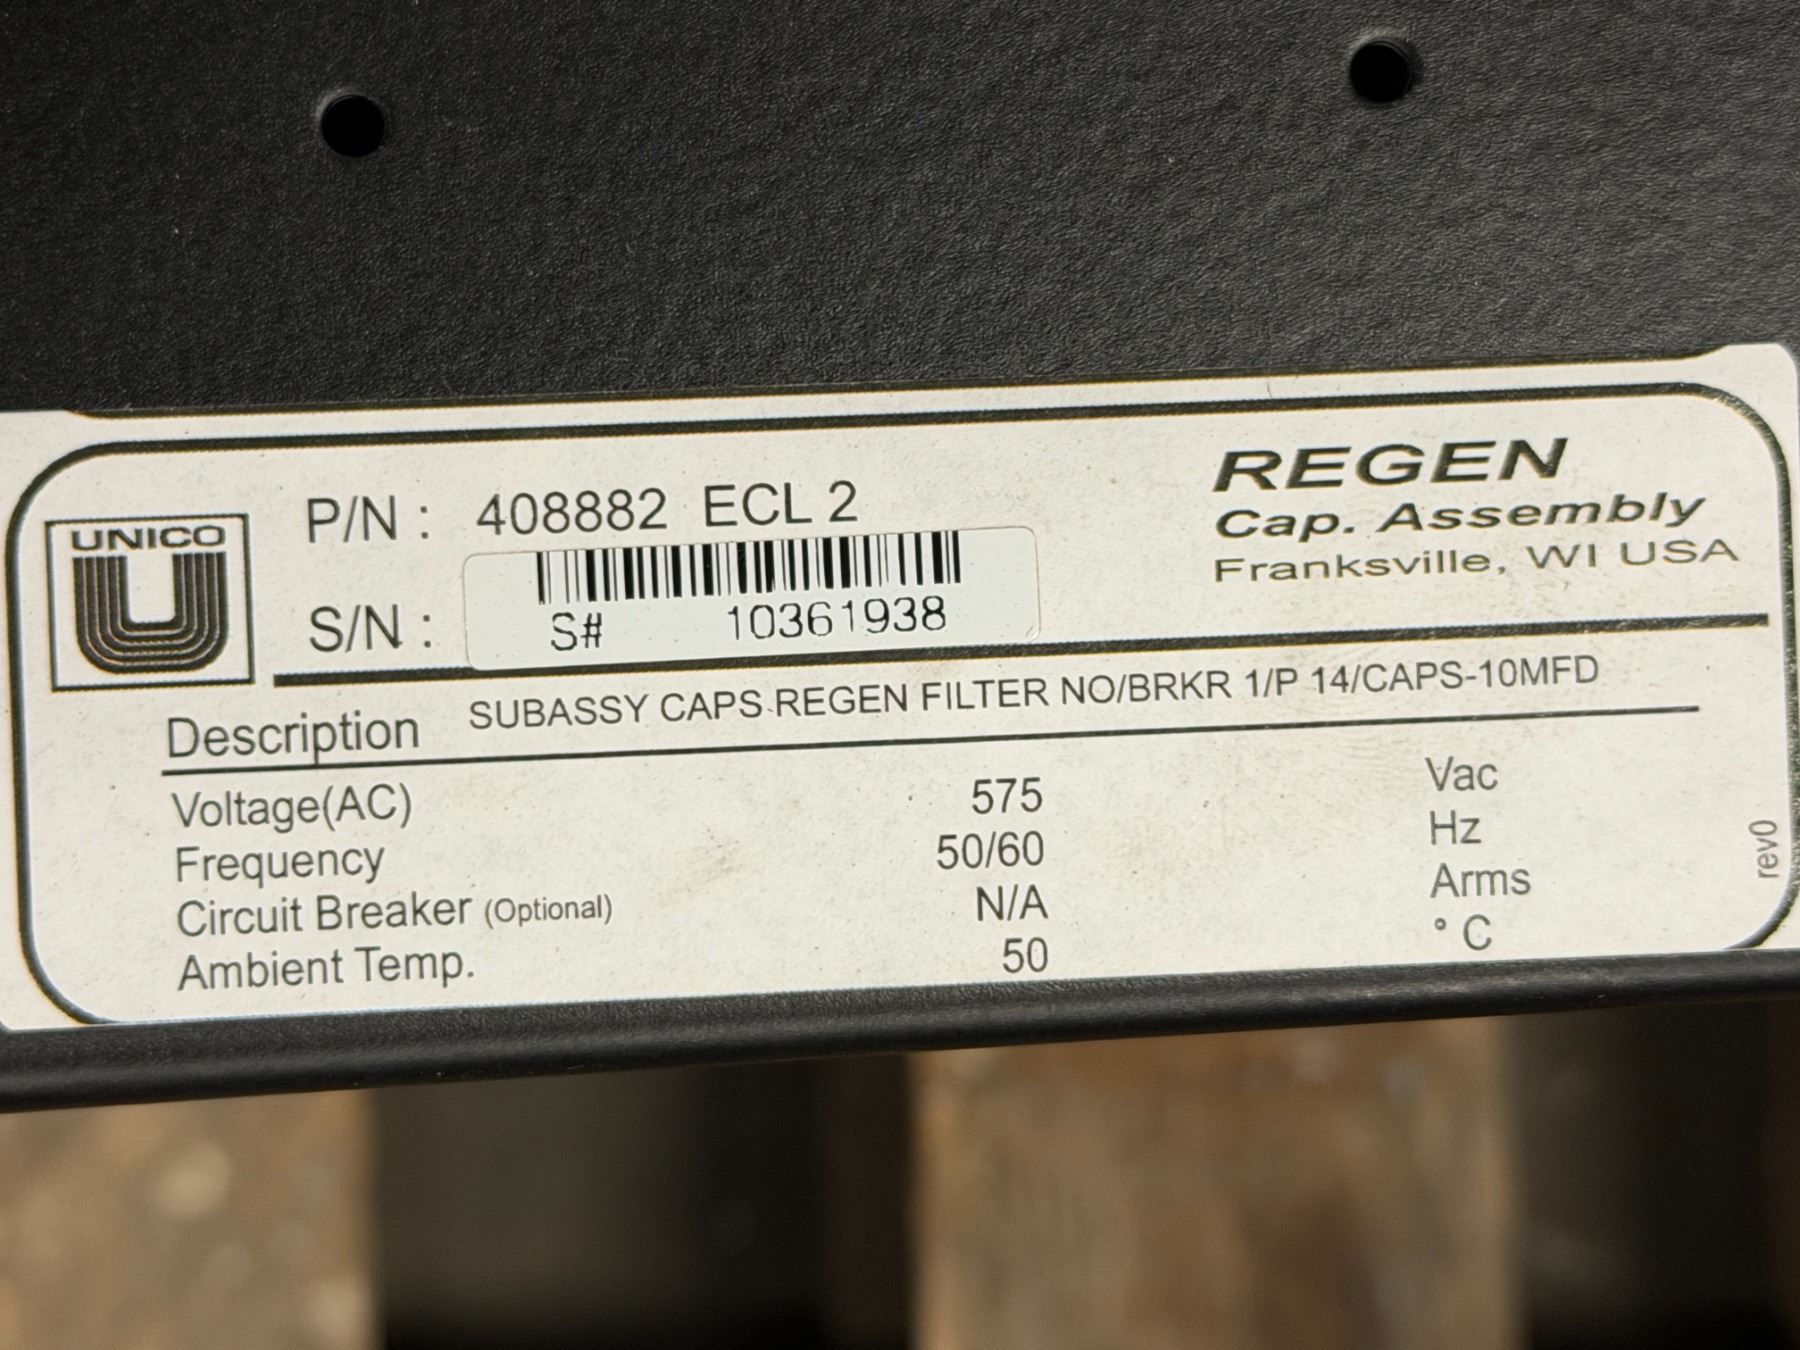 UNICO
P/N : 408882 ECL 2
S/N :
S# 10361938
REGEN
Cap. Assembly
Franksville, WI USA
Description SUBASSY CAPS REGEN FILTER NO/BRKR 1/P 14/CAPS-10MFD
Voltage(AC) 575 Vac
Frequency 50/60 Hz
Circuit Breaker (Optional) N/A Arms
Ambient Temp. 50 ° C
rev0